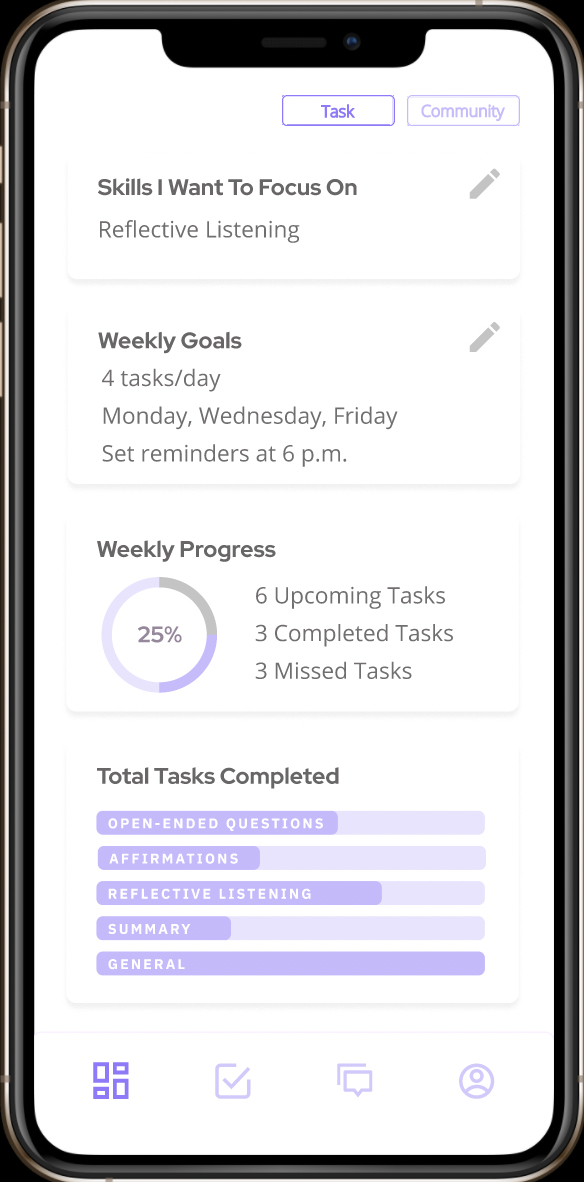 Task
Community
Skills I Want To Focus On
Reflective Listening
Weekly Goals
4 tasks/day
Monday, Wednesday, Friday
Set reminders at 6 p.m.
Weekly Progress
25%
6 Upcoming Tasks
3 Completed Tasks
3 Missed Tasks
Total Tasks Completed
OPEN-ENDED QUESTIONS
AFFIRMATIONS
REFLECTIVE LISTENING
SUMMARY
GENERAL